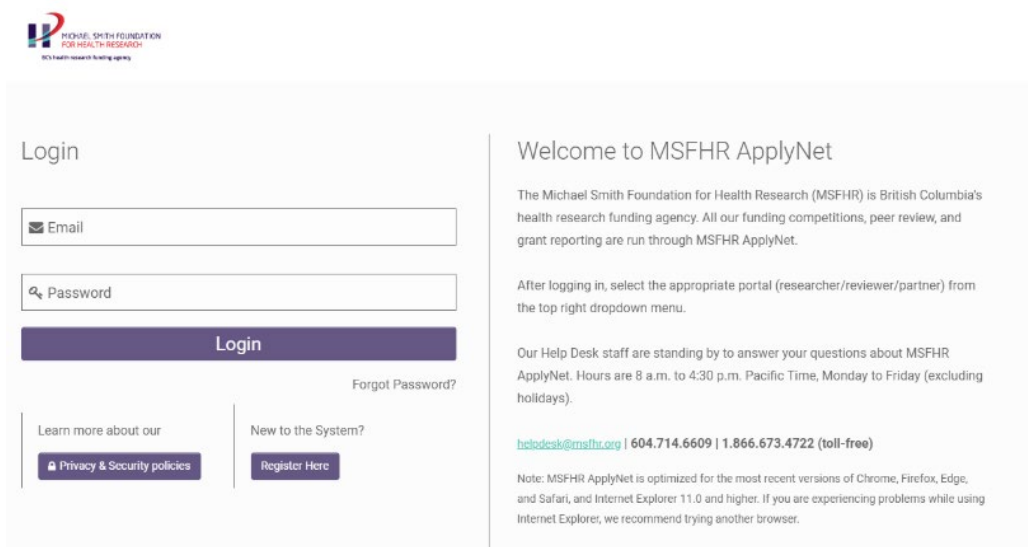 MICHAEL SMITH FOUNDATION
FOR HEALTH RESEARCH
BC's health research funding agency
Login
Email
Password
Login
Forgot Password?
Learn more about our
Privacy & Security policies
New to the System?
Register Here
Welcome to MSFHR ApplyNet
The Michael Smith Foundation for Health Research (MSFHR) is British Columbia's
health research funding agency. All our funding competitions, peer review, and
grant reporting are run through MSFHR ApplyNet.
After logging in, select the appropriate portal (researcher/reviewer/partner) from
the top right dropdown menu.
Our Help Desk staff are standing by to answer your questions about MSFHR
ApplyNet. Hours are 8 a.m. to 4:30 p.m. Pacific Time, Monday to Friday (excluding
holidays).
helpdesk@msfhr.org | 604.714.6609 | 1.866.673.4722 (toll-free)
Note: MSFHR ApplyNet is optimized for the most recent versions of Chrome, Firefox, Edge,
and Safari, and Internet Explorer 11.0 and higher. If you are experiencing problems while using
Internet Explorer, we recommend trying another browser.